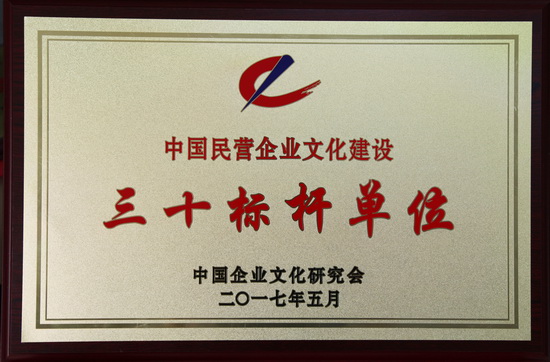 中国民营企业文化建设
三十标杆单位
中国企业文化研究会
二〇一七年五月